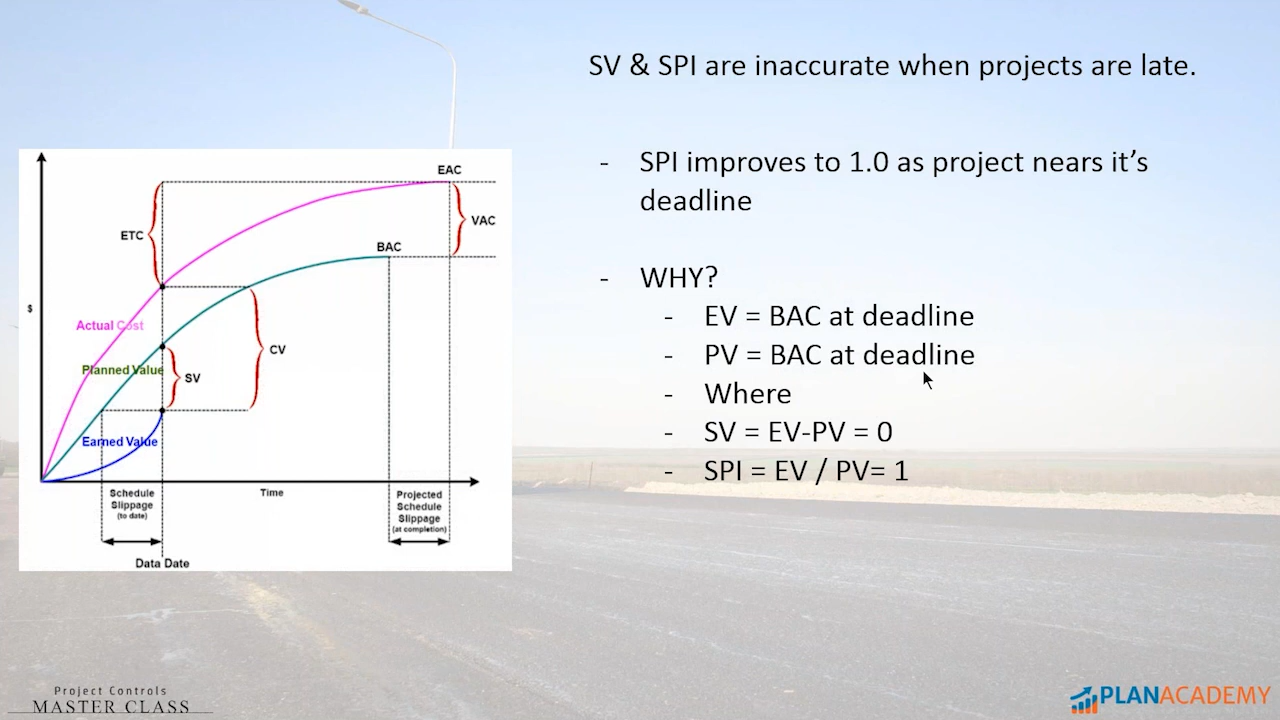 SV & SPI are inaccurate when projects are late.
- SPI improves to 1.0 as project nears it’s
deadline
- WHY?
- EV = BAC at deadline
- PV = BAC at deadline
- Where
- SV = EV-PV = 0
- SPI = EV / PV= 1
EAC
ETC
VAC
BAC
$
Actual Cost
CV
Planned Value
SV
Earned Value
Schedule
Slippage
(to date)
Time
Projected
Schedule
Slippage
(at completion)
Data Date
Project Controls
MASTER CLASS
PLANACADEMY